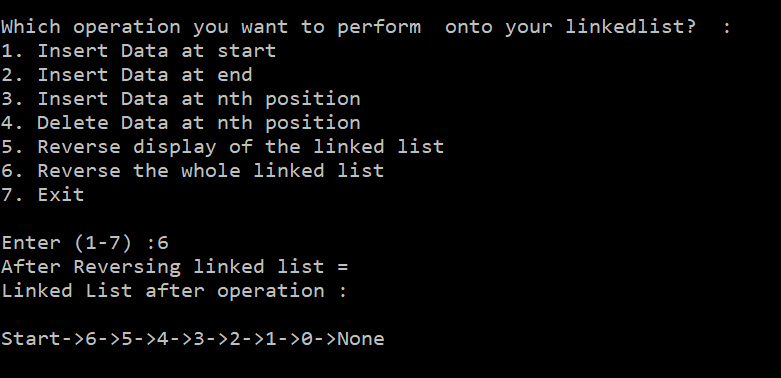 Which operation you want to perform  onto your linkedlist?  :
1. Insert Data at start
2. Insert Data at end
3. Insert Data at nth position
4. Delete Data at nth position
5. Reverse display of the linked list
6. Reverse the whole linked list
7. Exit
Enter (1-7) :6
After Reversing linked list =
Linked List after operation :
Start->6->5->4->3->2->1->0->None